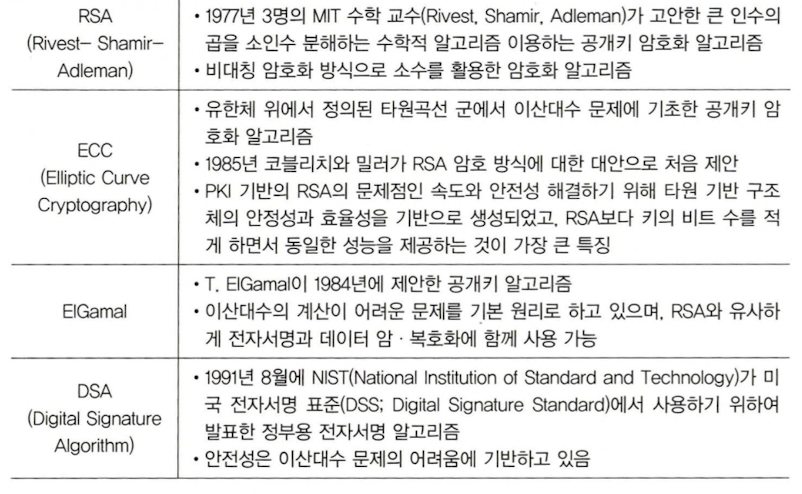 RSA
(Rivest– Shamir–
Adleman)
• 1977년 3명의 MIT 수학 교수(Rivest, Shamir, Adleman)가 고안한 큰 인수의
곱을 소인수 분해하는 수학적 알고리즘 이용하는 공개키 암호화 알고리즘
• 비대칭 암호화 방식으로 소수를 활용한 암호화 알고리즘
ECC
(Elliptic Curve
Cryptography)
• 유한체 위에서 정의된 타원곡선 군에서 이산대수 문제에 기초한 공개키 암
호화 알고리즘
• 1985년 코블리치와 밀러가 RSA 암호 방식에 대한 대안으로 처음 제안
• PKI 기반의 RSA의 문제점인 속도와 안전성 해결하기 위해 타원 기반 구조
체의 안정성과 효율성을 기반으로 생성되었고, RSA보다 키의 비트 수를 적
게 하면서 동일한 성능을 제공하는 것이 가장 큰 특징
ElGamal
• T. ElGamal이 1984년에 제안한 공개키 알고리즘
• 이산대수의 계산이 어려운 문제를 기본 원리로 하고 있으며, RSA와 유사하
게 전자서명과 데이터 암·복호화에 함께 사용 가능
DSA
(Digital Signature
Algorithm)
• 1991년 8월에 NIST(National Institute of Standard and Technology)가 미
국 전자서명 표준(DSS; Digital Signature Standard)에서 사용하기 위하여
발표한 정부용 전자서명 알고리즘
• 안전성은 이산대수 문제의 어려움에 기반하고 있음